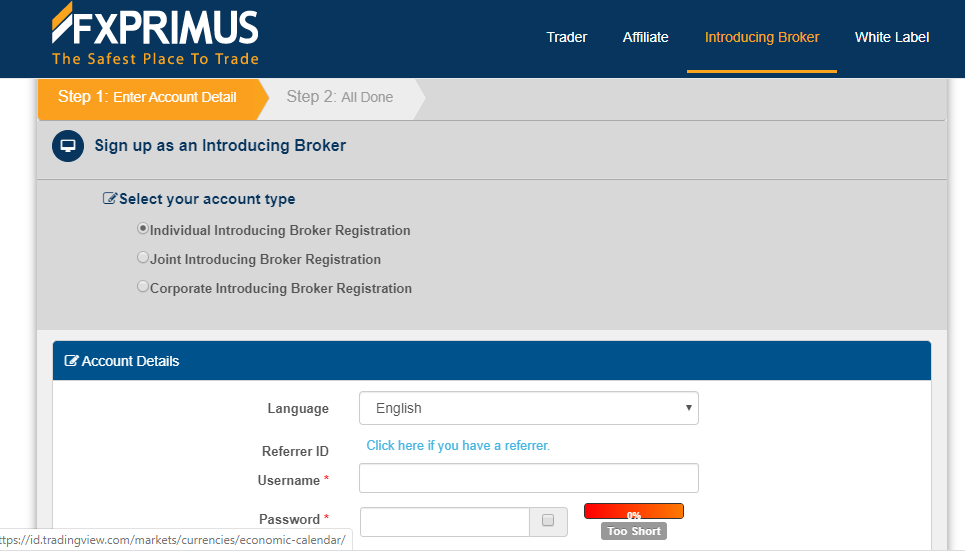 FXPRIMUS
The Safest Place To Trade
Trader Affiliate Introducing Broker White Label
Step 1: Enter Account Detail Step 2: All Done
Sign up as an Introducing Broker
Select your account type
Individual Introducing Broker Registration
Joint Introducing Broker Registration
Corporate Introducing Broker Registration
Account Details
Language English
Referrer ID Click here if you have a referrer.
Username *
Password * 0%
Too Short
ttps://id.tradingview.com/markets/currencies/economic-calendar/